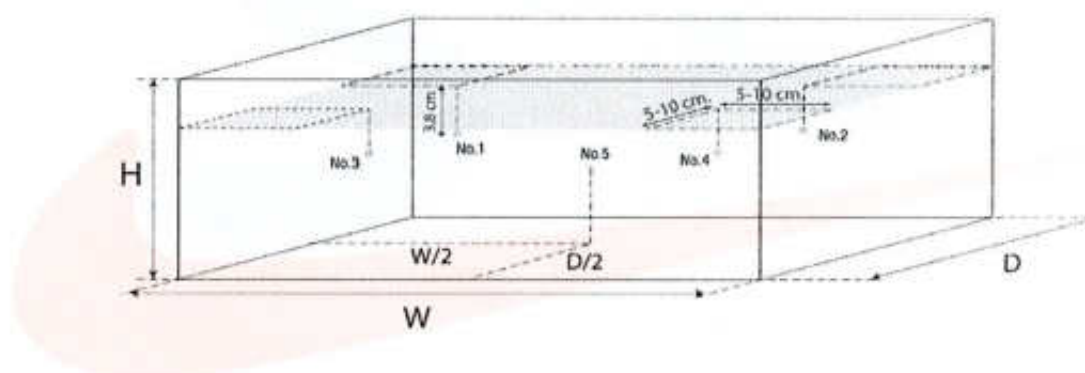 5-10 cm.
5-10 cm.
3,8 cm
No.2
No.1
No.5
No.3
No.4
H
W/2
D/2
D
W